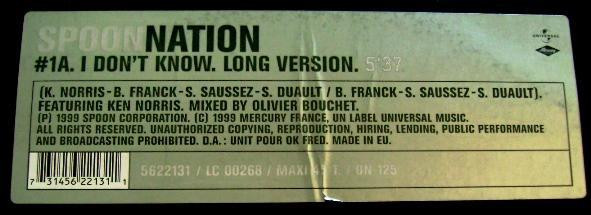 SPOONNATION
#1A. I DON'T KNOW. LONG VERSION. 5:37
UNIVERSAL
(K. NORRIS-B. FRANCK-S. SAUSSEZ-S. DUAULT / B. FRANCK-S. SAUSSEZ-S. DUAULT).
FEATURING KEN NORRIS. MIXED BY OLIVIER BOUCHET.
(P) 1999 SPOON CORPORATION. (C) 1999 MERCURY FRANCE, UN LABEL UNIVERSAL MUSIC.
ALL RIGHTS RESERVED. UNAUTHORIZED COPYING, REPRODUCTION, HIRING, LENDING, PUBLIC PERFORMANCE
AND BROADCASTING PROHIBITED. D.A.: UNIT POUR OK FRED. MADE IN EU.
5622131 / LC 00268 / MAXI 45 T. / UN 125
7 31456 22131 1